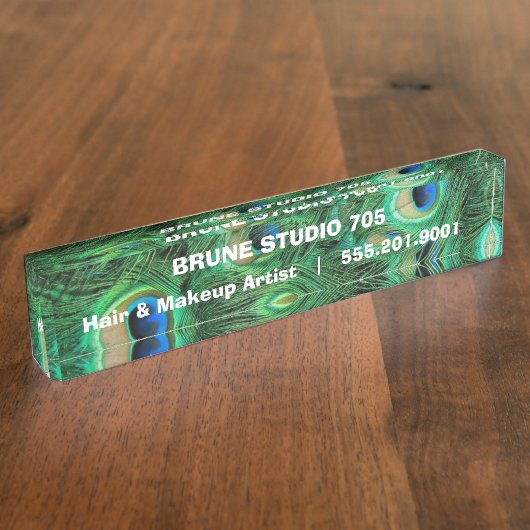 BRUNE STUDIO 705
Hair & Makeup Artist | 555.201.9001